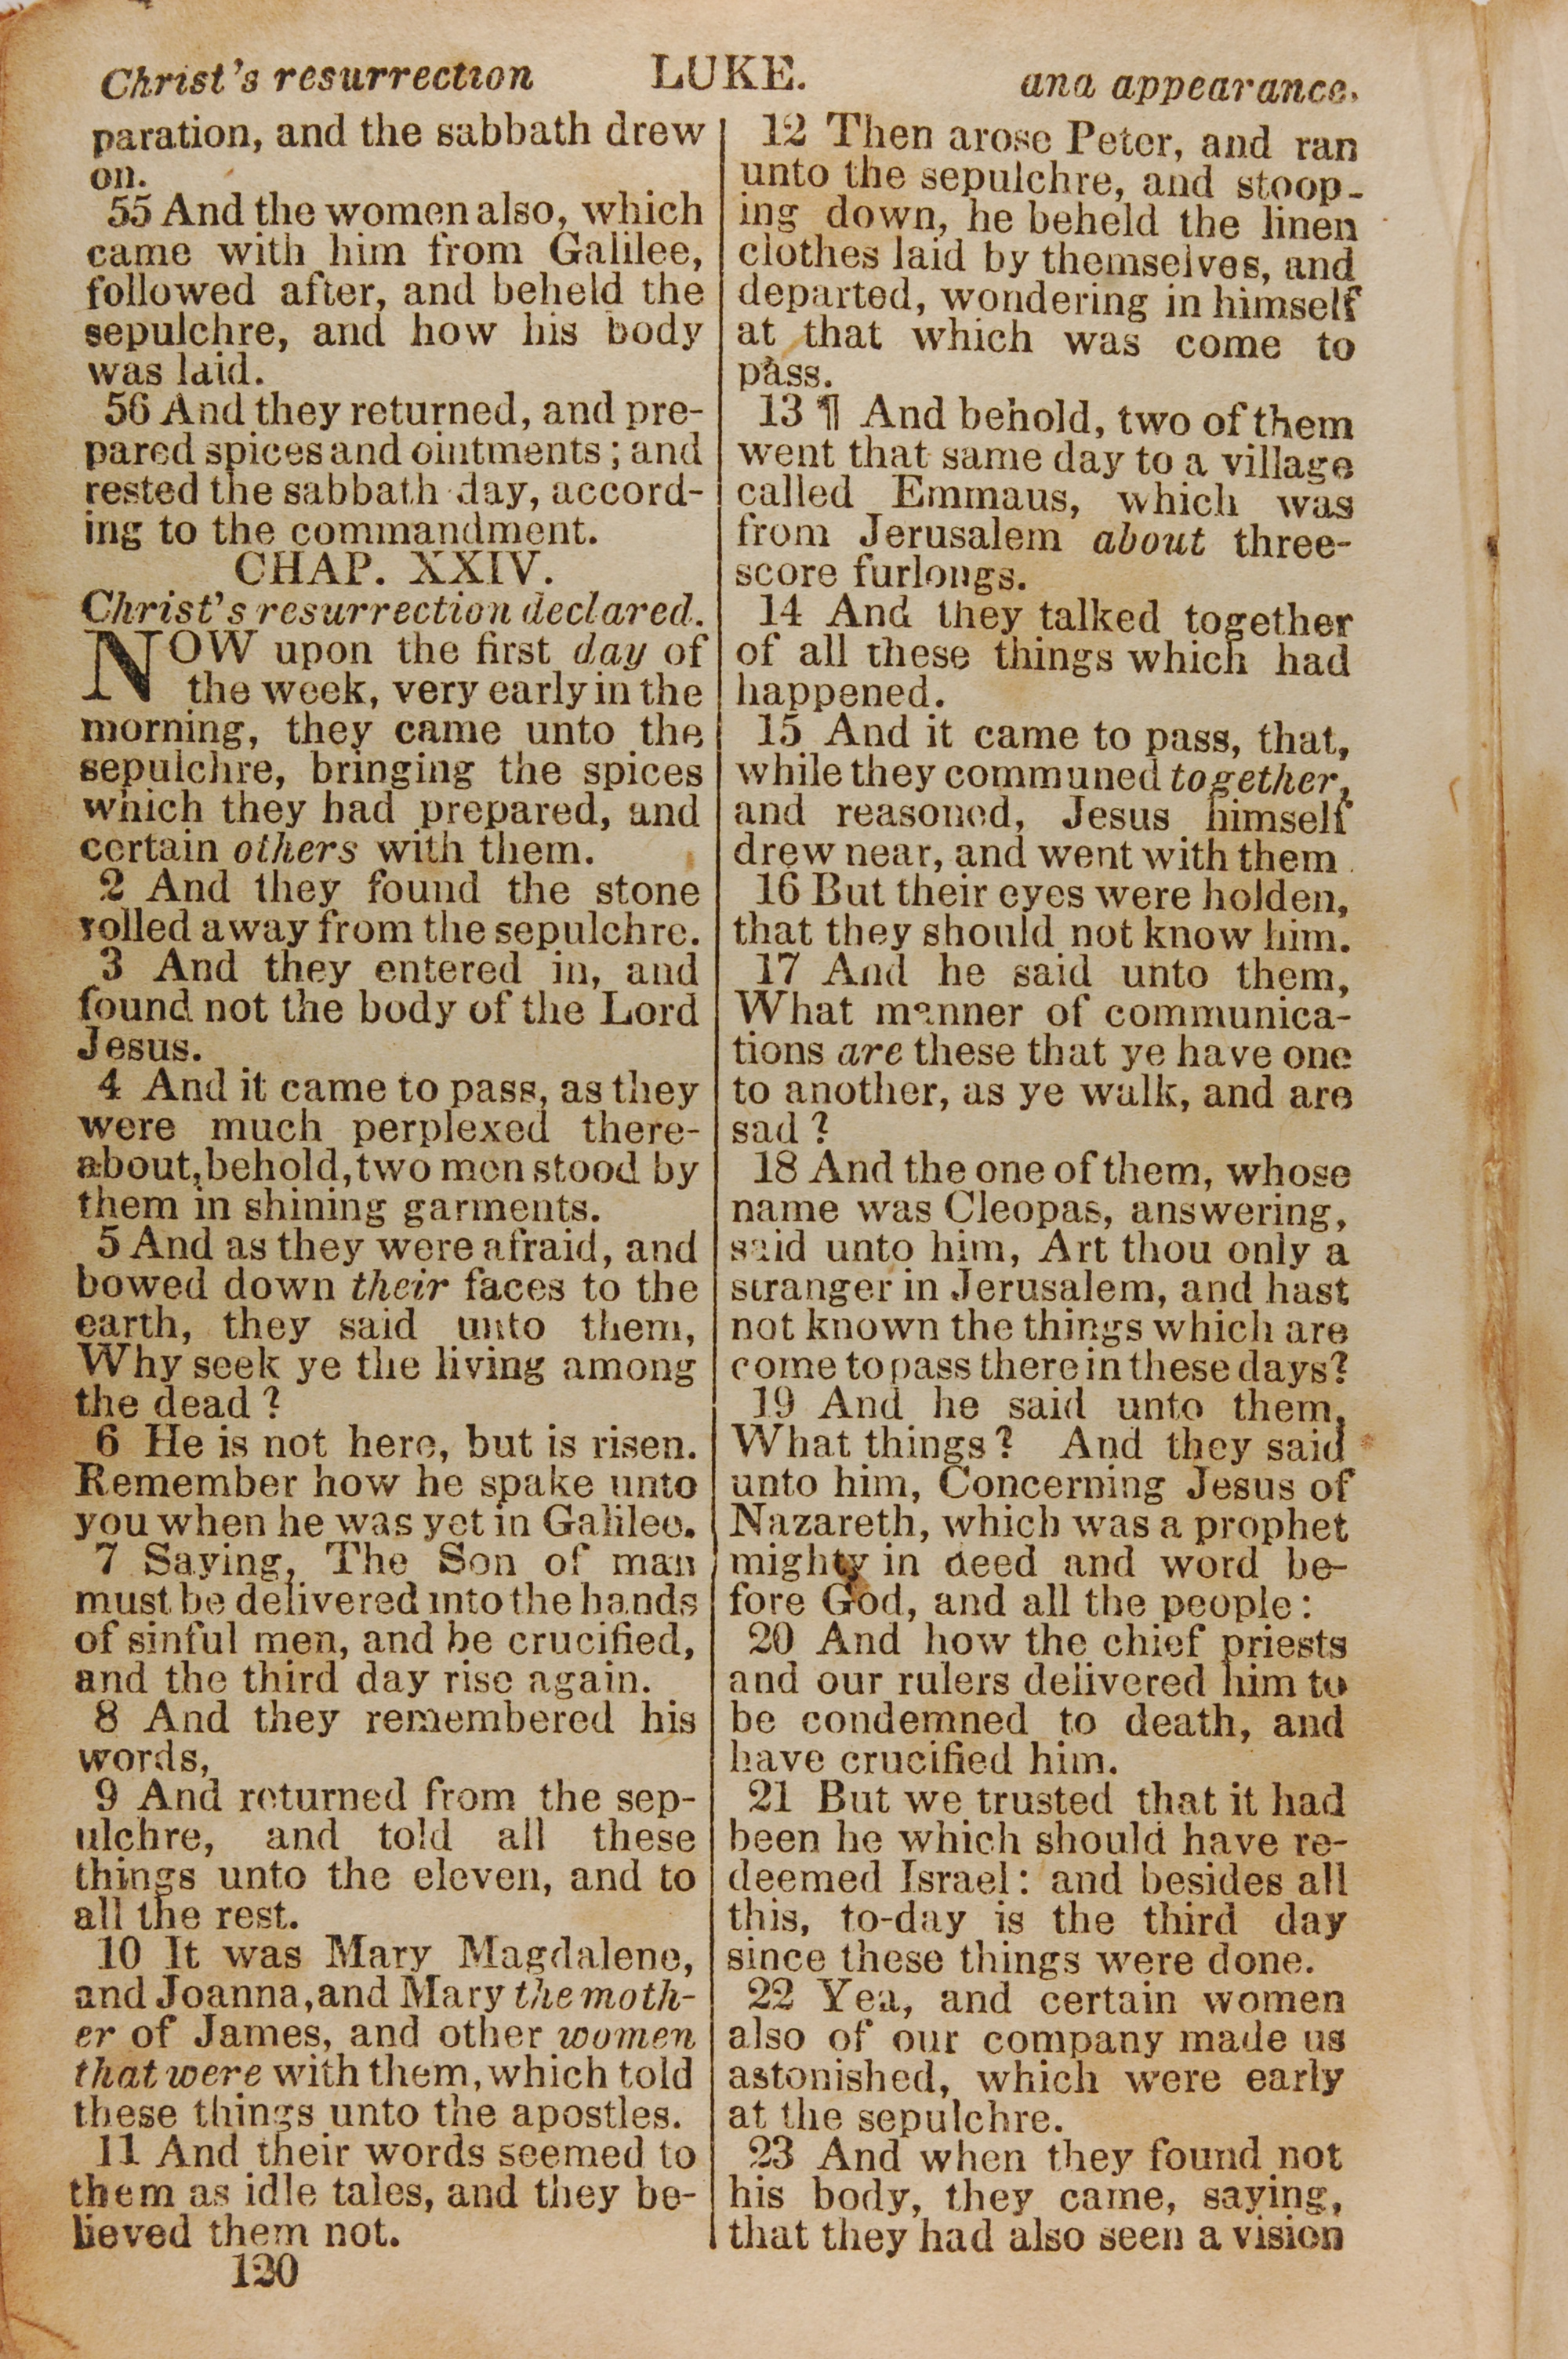 Christ's resurrection LUKE. and appearance.
paration, and the sabbath drew
on.
55 And the women also, which
came with him from Galilee,
followed after, and beheld the
sepulchre, and how his body
was laid.
56 And they returned, and pre-
pared spices and ointments; and
rested the sabbath day, accord-
ing to the commandment.
CHAP. XXIV.
Christ's resurrection declared.
NOW upon the first day of
the week, very early in the
morning, they came unto the
sepulchre, bringing the spices
which they had prepared, and
certain others with them.
2 And they found the stone
rolled away from the sepulchre.
3 And they entered in, and
found not the body of the Lord
Jesus.
4 And it came to pass, as they
were much perplexed there-
about, behold, two men stood by
them in shining garments.
5 And as they were afraid, and
bowed down their faces to the
earth, they said unto them,
Why seek ye the living among
the dead?
6 He is not here, but is risen.
Remember how he spake unto
you when he was yet in Galilee.
7 Saying, The Son of man
must be delivered into the hands
of sinful men, and be crucified,
and the third day rise again.
8 And they remembered his
words,
9 And returned from the sep-
ulchre, and told all these
things unto the eleven, and to
all the rest.
10 It was Mary Magdalene,
and Joanna, and Mary the moth-
er of James, and other women
that were with them, which told
these things unto the apostles.
11 And their words seemed to
them as idle tales, and they be-
lieved them not.
120
12 Then arose Peter, and ran
unto the sepulchre, and stoop-
ing down, he beheld the linen
clothes laid by themselves, and
departed, wondering in himself
at that which was come to
pass.
13 ¶ And behold, two of them
went that same day to a village
called Emmaus, which was
from Jerusalem about three-
score furlongs.
14 And they talked together
of all these things which had
happened.
15 And it came to pass, that,
while they communed together,
and reasoned, Jesus himself
drew near, and went with them.
16 But their eyes were holden,
that they should not know him.
17 And he said unto them,
What manner of communica-
tions are these that ye have one
to another, as ye walk, and are
sad?
18 And the one of them, whose
name was Cleopas, answering,
said unto him, Art thou only a
stranger in Jerusalem, and hast
not known the things which are
come to pass there in these days?
19 And he said unto them,
What things? And they said
unto him, Concerning Jesus of
Nazareth, which was a prophet
mighty in deed and word be-
fore God, and all the people:
20 And how the chief priests
and our rulers delivered him to
be condemned to death, and
have crucified him.
21 But we trusted that it had
been he which should have re-
deemed Israel: and besides all
this, to-day is the third day
since these things were done.
22 Yea, and certain women
also of our company made us
astonished, which were early
at the sepulchre.
23 And when they found not
his body, they came, saying,
that they had also seen a vision